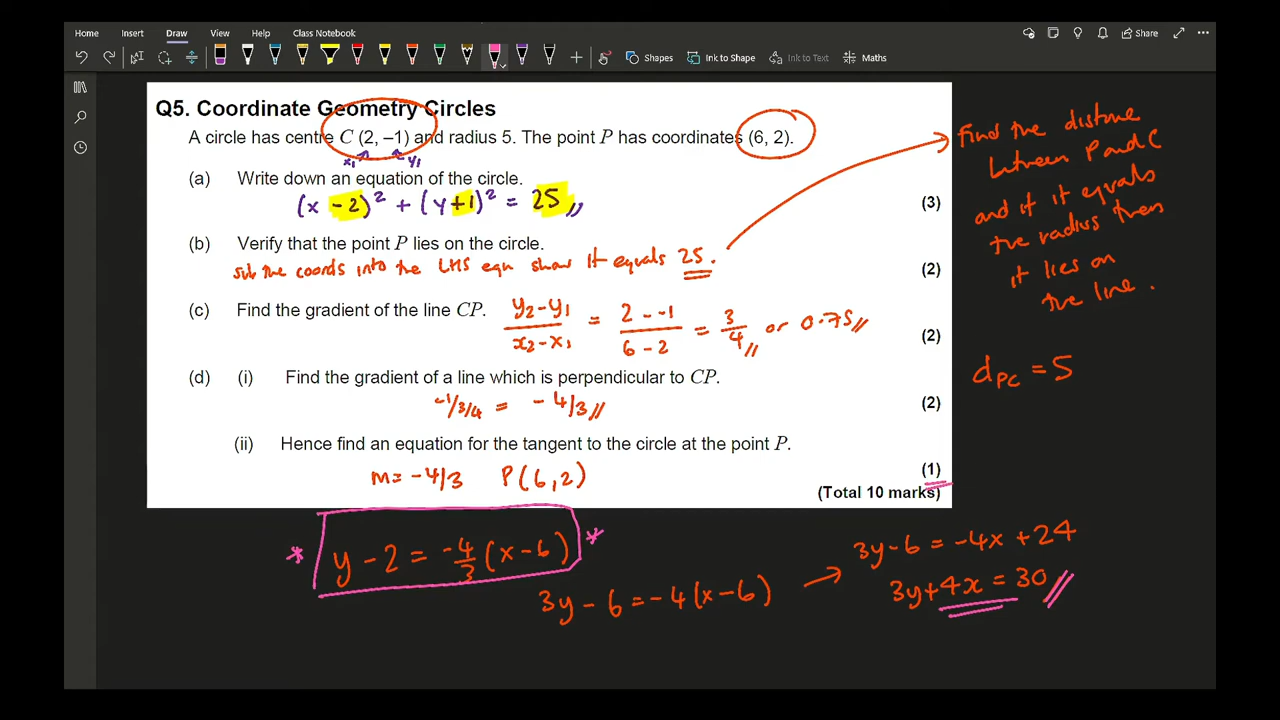 Home Insert Draw View Help Class Notebook Share
Shapes Ink to Shape Ink to Text Maths
Q5. Coordinate Geometry Circles
A circle has centre C (2, –1) and radius 5. The point P has coordinates (6, 2).
x₁ y₁
(a) Write down an equation of the circle.
(x - 2)² + (y + 1)² = 25
(3)
(b) Verify that the point P lies on the circle.
sub the coords into the LHS eqn show it equals 25.
(2)
(c) Find the gradient of the line CP.
y₂-y₁/x₂-x₁ = 2--1/6-2 = 3/4 or 0.75
(2)
(d) (i) Find the gradient of a line which is perpendicular to CP.
-1/3/4 = -4/3
(2)
(ii) Hence find an equation for the tangent to the circle at the point P.
m = -4/3 P(6,2)
(1)
(Total 10 marks)
* y - 2 = -4/3 (x - 6) *
3y - 6 = -4(x - 6)
3y - 6 = -4x + 24
3y + 4x = 30
Find the distance
between P and C
and if it equals
the radius then
it lies on
the line.
dPC = 5